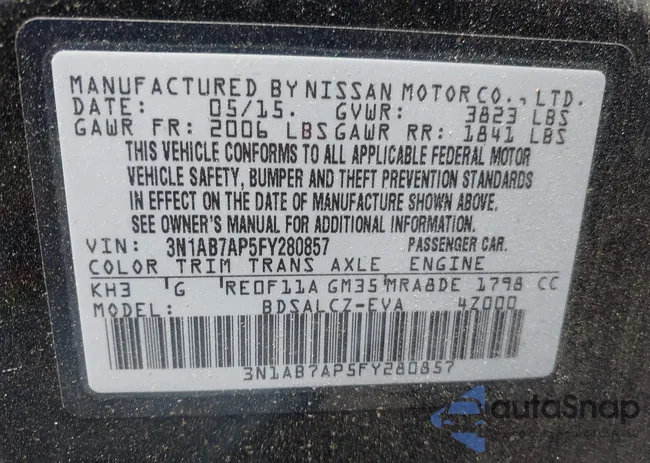 MANUFACTURED BY NISSAN MOTOR CO., LTD.
DATE: 05/15. GVWR: 3823 LBS
GAWR FR: 2006 LBS GAWR RR: 1841 LBS
THIS VEHICLE CONFORMS TO ALL APPLICABLE FEDERAL MOTOR
VEHICLE SAFETY, BUMPER AND THEFT PREVENTION STANDARDS
IN EFFECT ON THE DATE OF MANUFACTURE SHOWN ABOVE.
SEE OWNER'S MANUAL FOR ADDITIONAL INFORMATION.
VIN: 3N1AB7AP5FY280857 PASSENGER CAR.
COLOR TRIM TRANS AXLE ENGINE
KH3 G RE0F11A GM35 MRA8DE 1798 CC
MODEL: BDSALCZ-EVA 4Z000
3N1AB7AP5FY280857
autoSnap